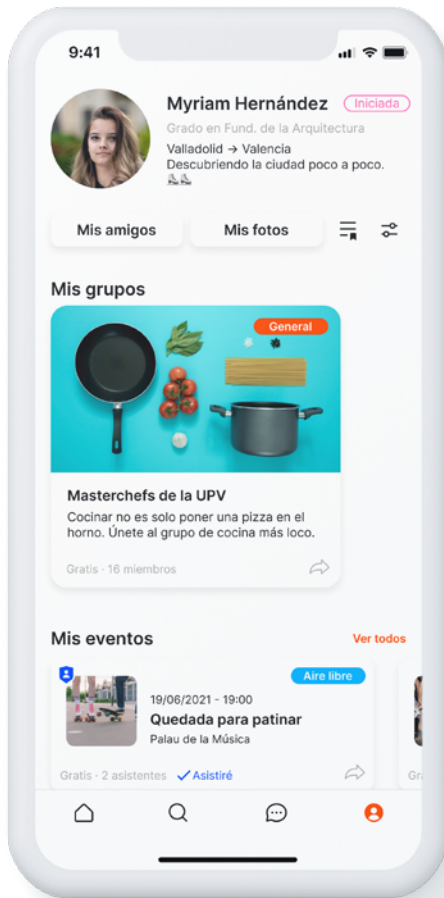 9:41
Myriam Hernández
Iniciada
Grado en Fund. de la Arquitectura
Valladolid → Valencia
Descubriendo la ciudad poco a poco.
⛸️⛸️
Mis amigos
Mis fotos
Mis grupos
General
Masterchefs de la UPV
Cocinar no es solo poner una pizza en el
horno. Únete al grupo de cocina más loco.
Gratis · 16 miembros
Mis eventos
Ver todos
Aire libre
19/06/2021 - 19:00
Quedada para patinar
Palau de la Música
Gratis · 2 asistentes
Asistiré
Gra